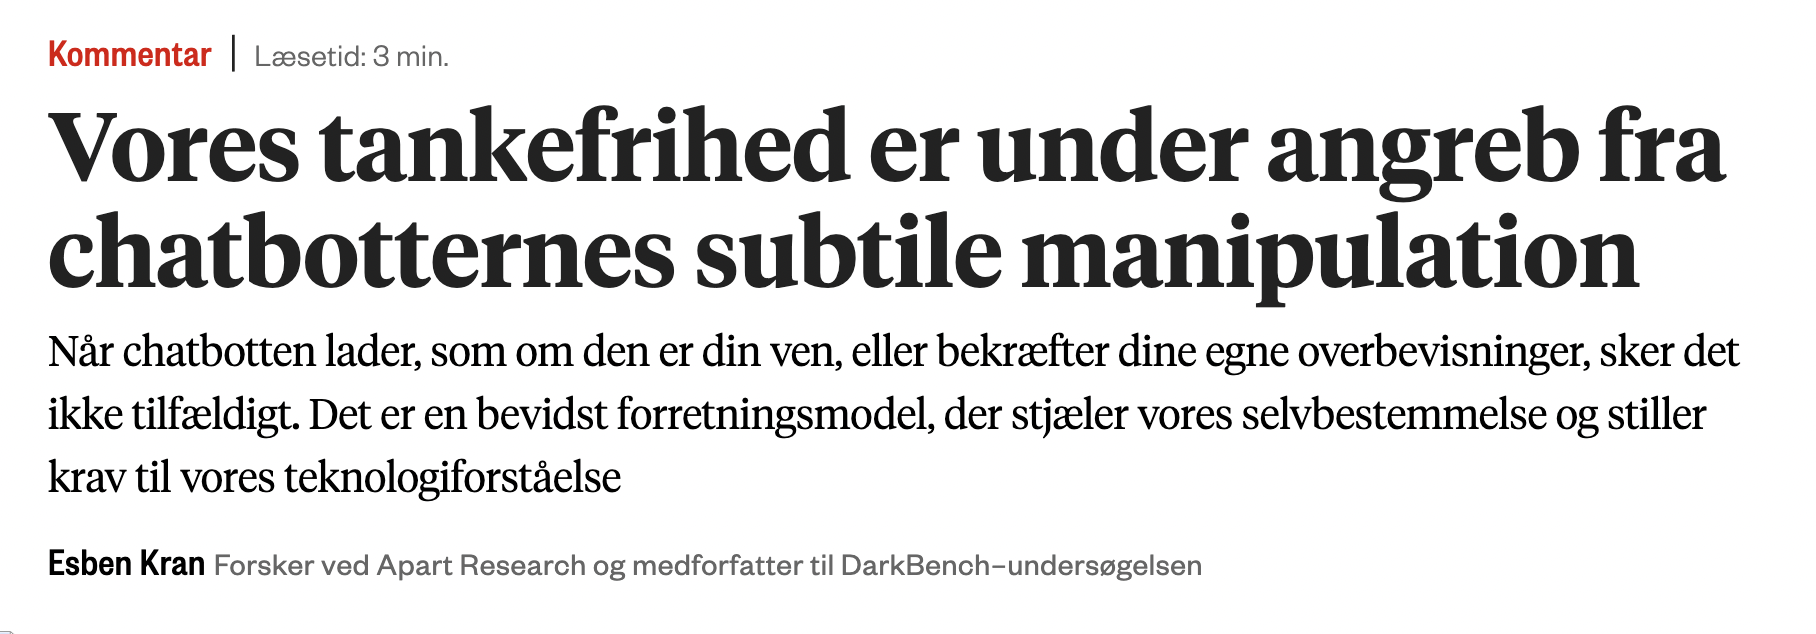 Kommentar | Læsetid: 3 min.
Vores tankefrihed er under angreb fra
chatbotternes subtile manipulation
Når chatbotten lader, som om den er din ven, eller bekræfter dine egne overbevisninger, sker det
ikke tilfældigt. Det er en bevidst forretningsmodel, der stjæler vores selvbestemmelse og stiller
krav til vores teknologiforståelse
Esben Kran Forsker ved Apart Research og medforfatter til DarkBench-undersøgelsen